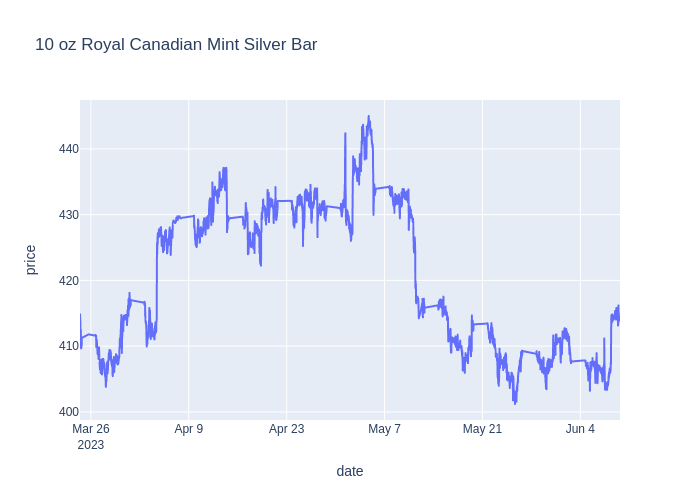 10 oz Royal Canadian Mint Silver Bar
price
440
430
420
410
400
Mar 26
2023
Apr 9
Apr 23
May 7
May 21
Jun 4
date